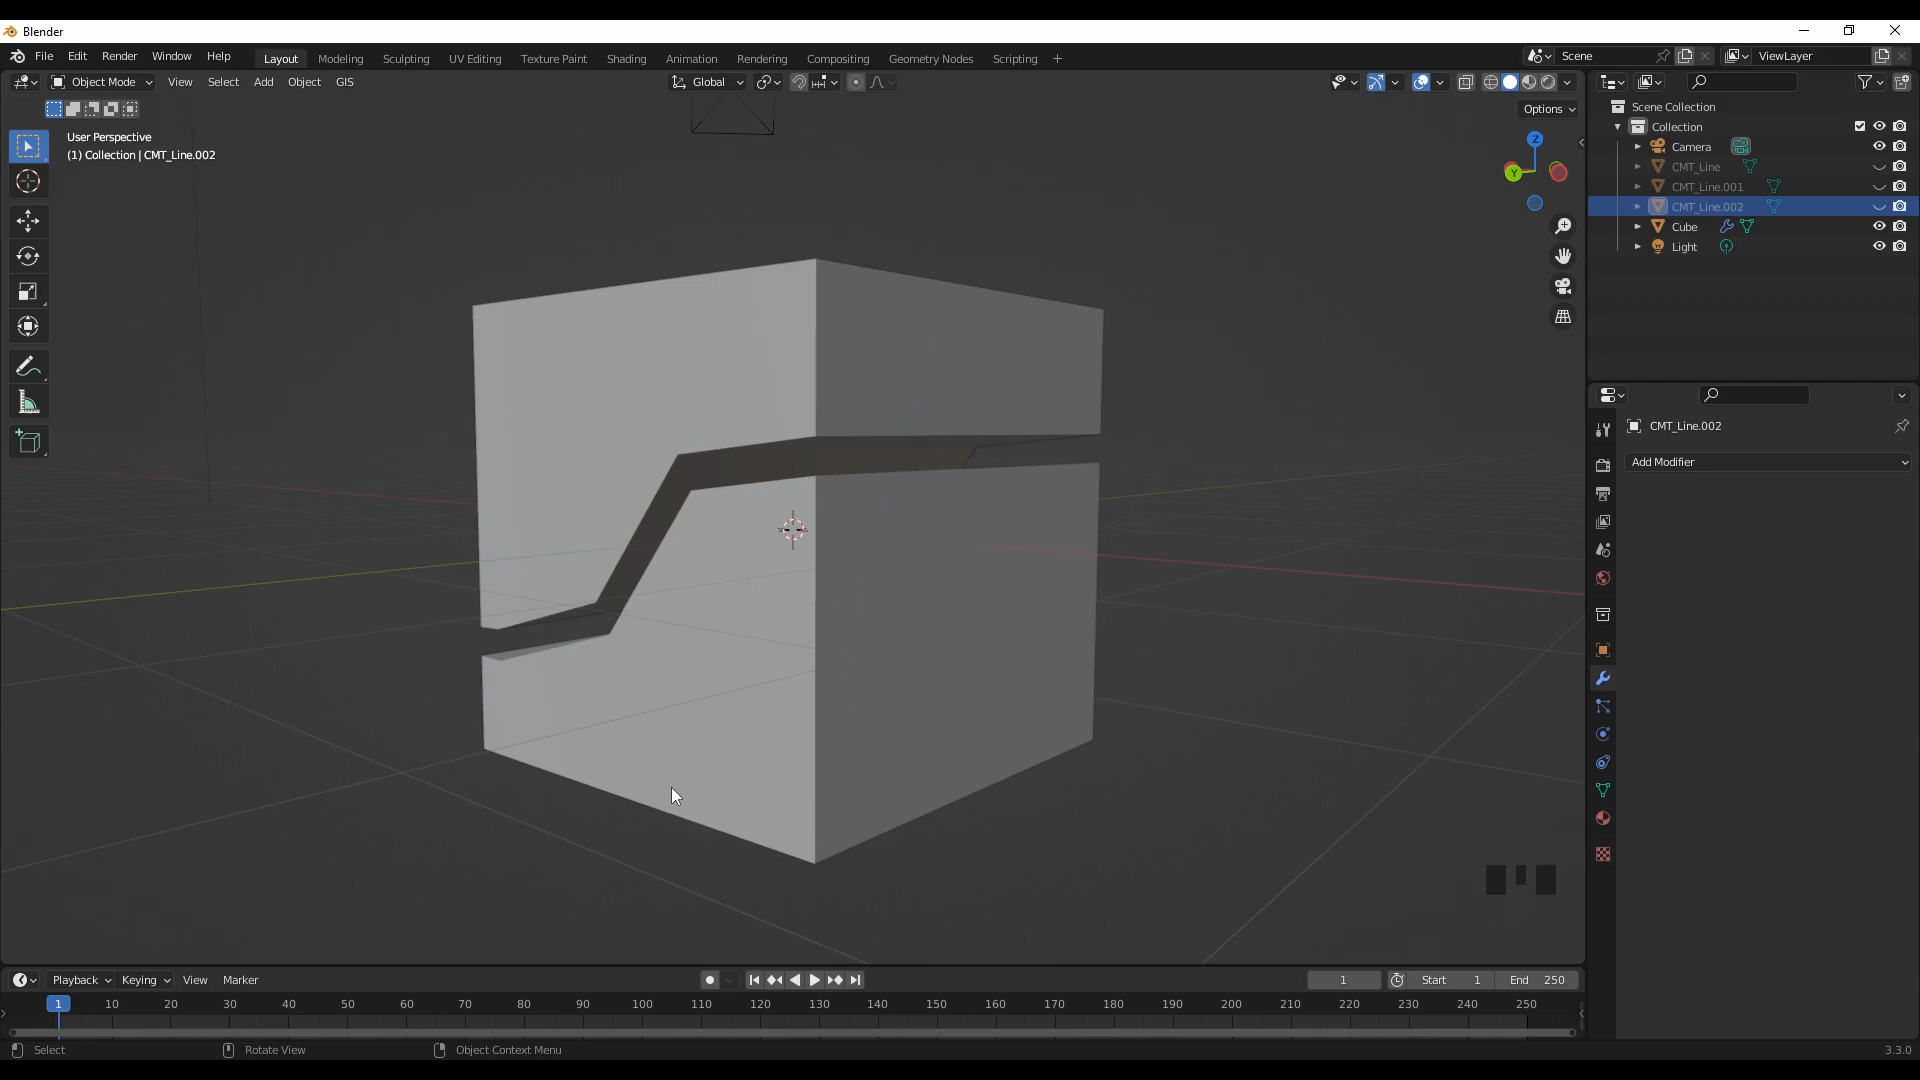 Blender
File Edit Render Window Help
Layout Modeling Sculpting UV Editing Texture Paint Shading Animation Rendering Compositing Geometry Nodes Scripting +
Scene
ViewLayer
Object Mode View Select Add Object GIS
Global
Options
User Perspective
(1) Collection | CMT_Line.002
Z
Y
Scene Collection
Collection
Camera
CMT_Line
CMT_Line.001
CMT_Line.002
Cube
Light
CMT_Line.002
Add Modifier
Playback Keying View Marker
1
Start 1 End 250
1 10 20 30 40 50 60 70 80 90 100 110 120 130 140 150 160 170 180 190 200 210 220 230 240 250
Select Rotate View Object Context Menu
3.3.0